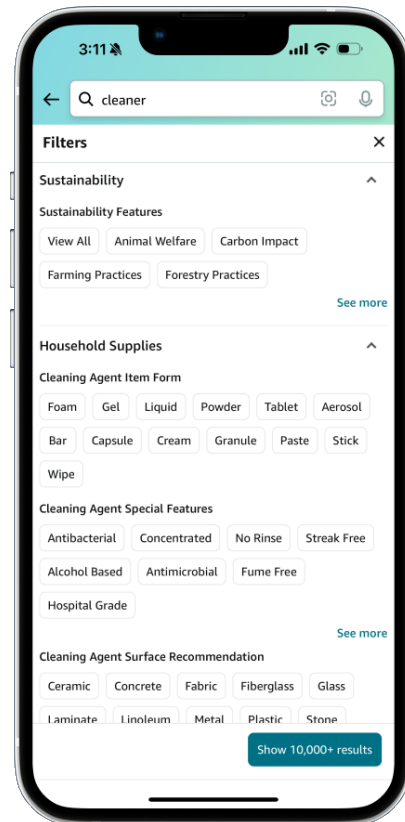 3:11
cleaner
Filters
Sustainability
Sustainability Features
View All Animal Welfare Carbon Impact
Farming Practices Forestry Practices
See more
Household Supplies
Cleaning Agent Item Form
Foam Gel Liquid Powder Tablet Aerosol
Bar Capsule Cream Granule Paste Stick
Wipe
Cleaning Agent Special Features
Antibacterial Concentrated No Rinse Streak Free
Alcohol Based Antimicrobial Fume Free
Hospital Grade
See more
Cleaning Agent Surface Recommendation
Ceramic Concrete Fabric Fiberglass Glass
Laminate Linoleum Metal Plastic Stone
Show 10,000+ results